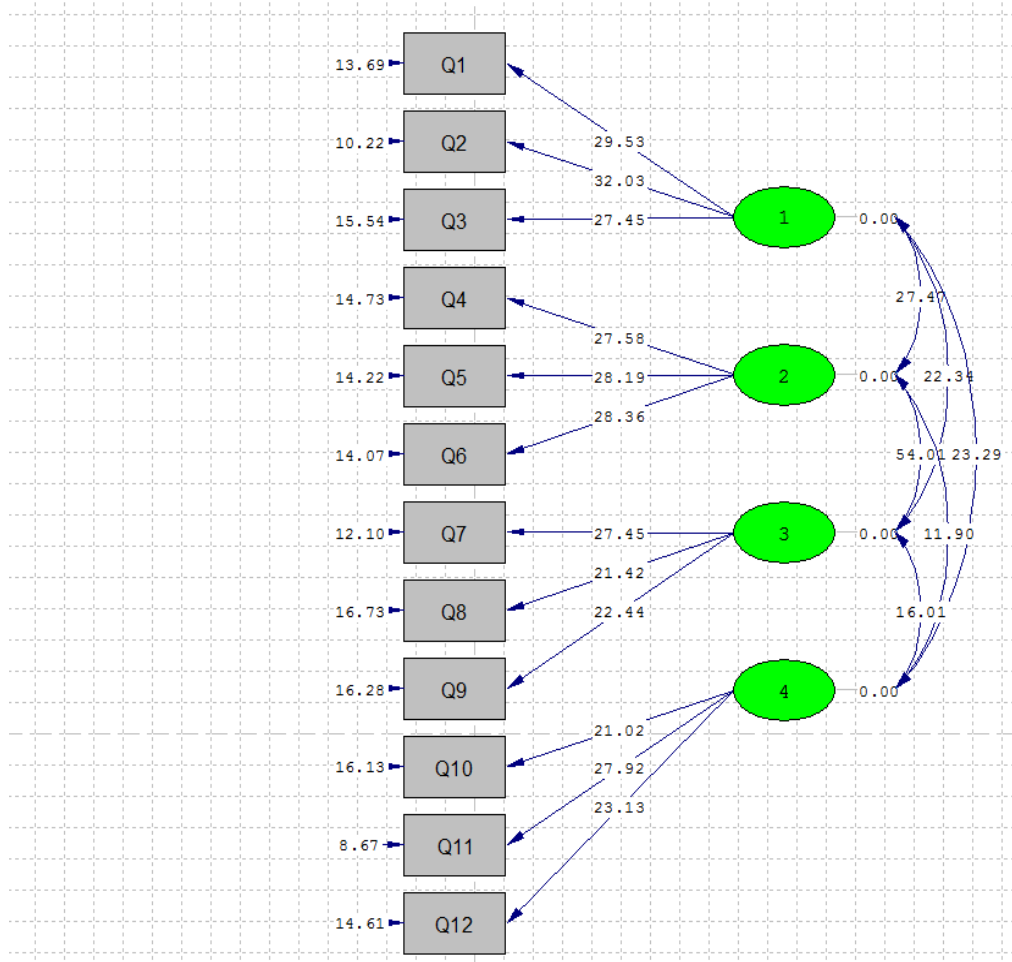 13.69 Q1
29.53
10.22 Q2
32.03
15.54 Q3 27.45 1 0.00
14.73 Q4 27.47
27.58
14.22 Q5 28.19 2 0.00 22.34
28.36
14.07 Q6 54.01 23.29
12.10 Q7 27.45 3 0.00 11.90
21.42
16.73 Q8 22.44 16.01
16.28 Q9 4 0.00
21.02
16.13 Q10 27.92
23.13
8.67 Q11
14.61 Q12